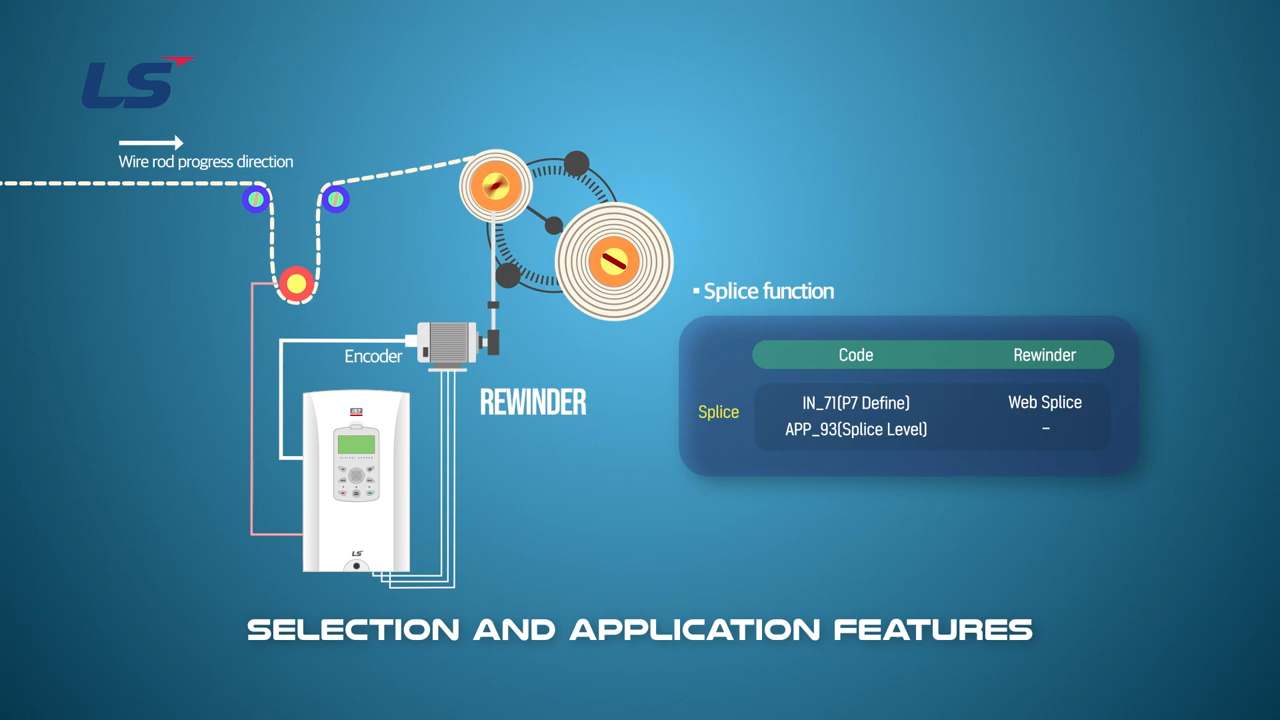 LS
Wire rod progress direction
Encoder
REWINDER
LS
▪ Splice function
Code Rewinder
Splice
IN_71(P7 Define) Web Splice
APP_93(Splice Level) –
SELECTION AND APPLICATION FEATURES